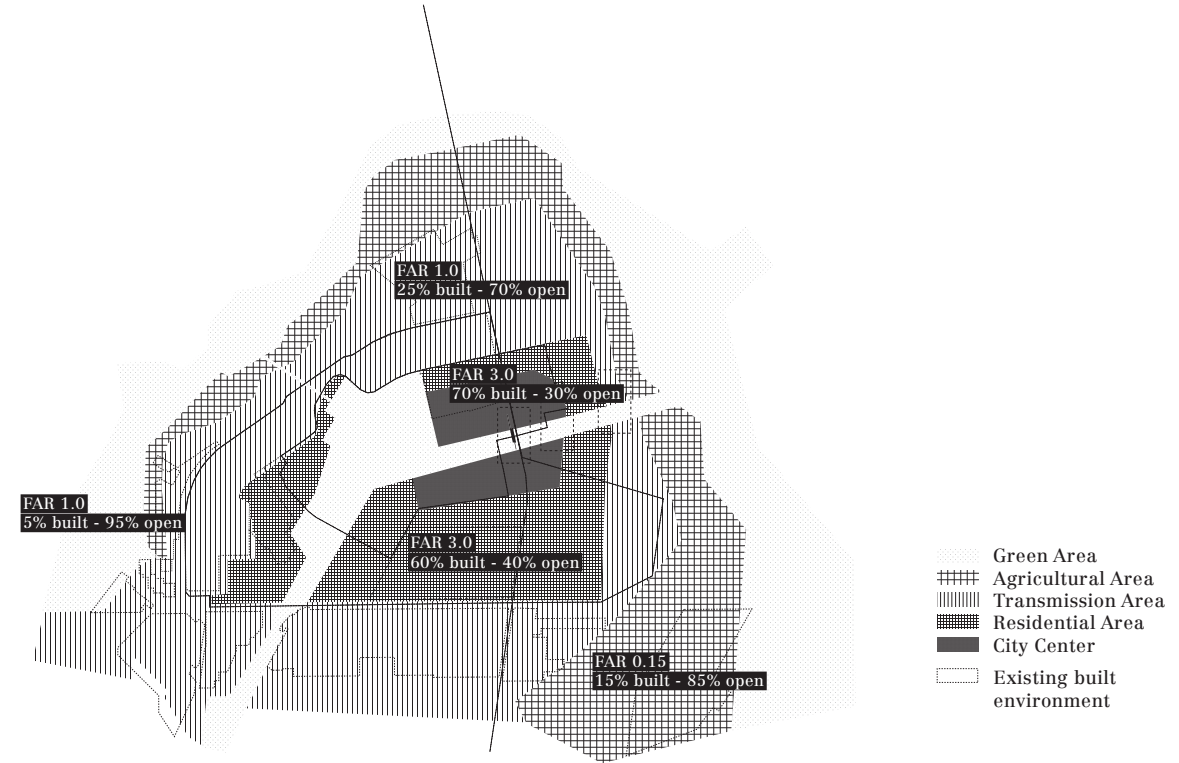 FAR 1.0
25% built - 70% open
FAR 3.0
70% built - 30% open
FAR 1.0
5% built - 95% open
FAR 3.0
60% built - 40% open
FAR 0.15
15% built - 85% open
Green Area
Agricultural Area
Transmission Area
Residential Area
City Center
Existing built
environment